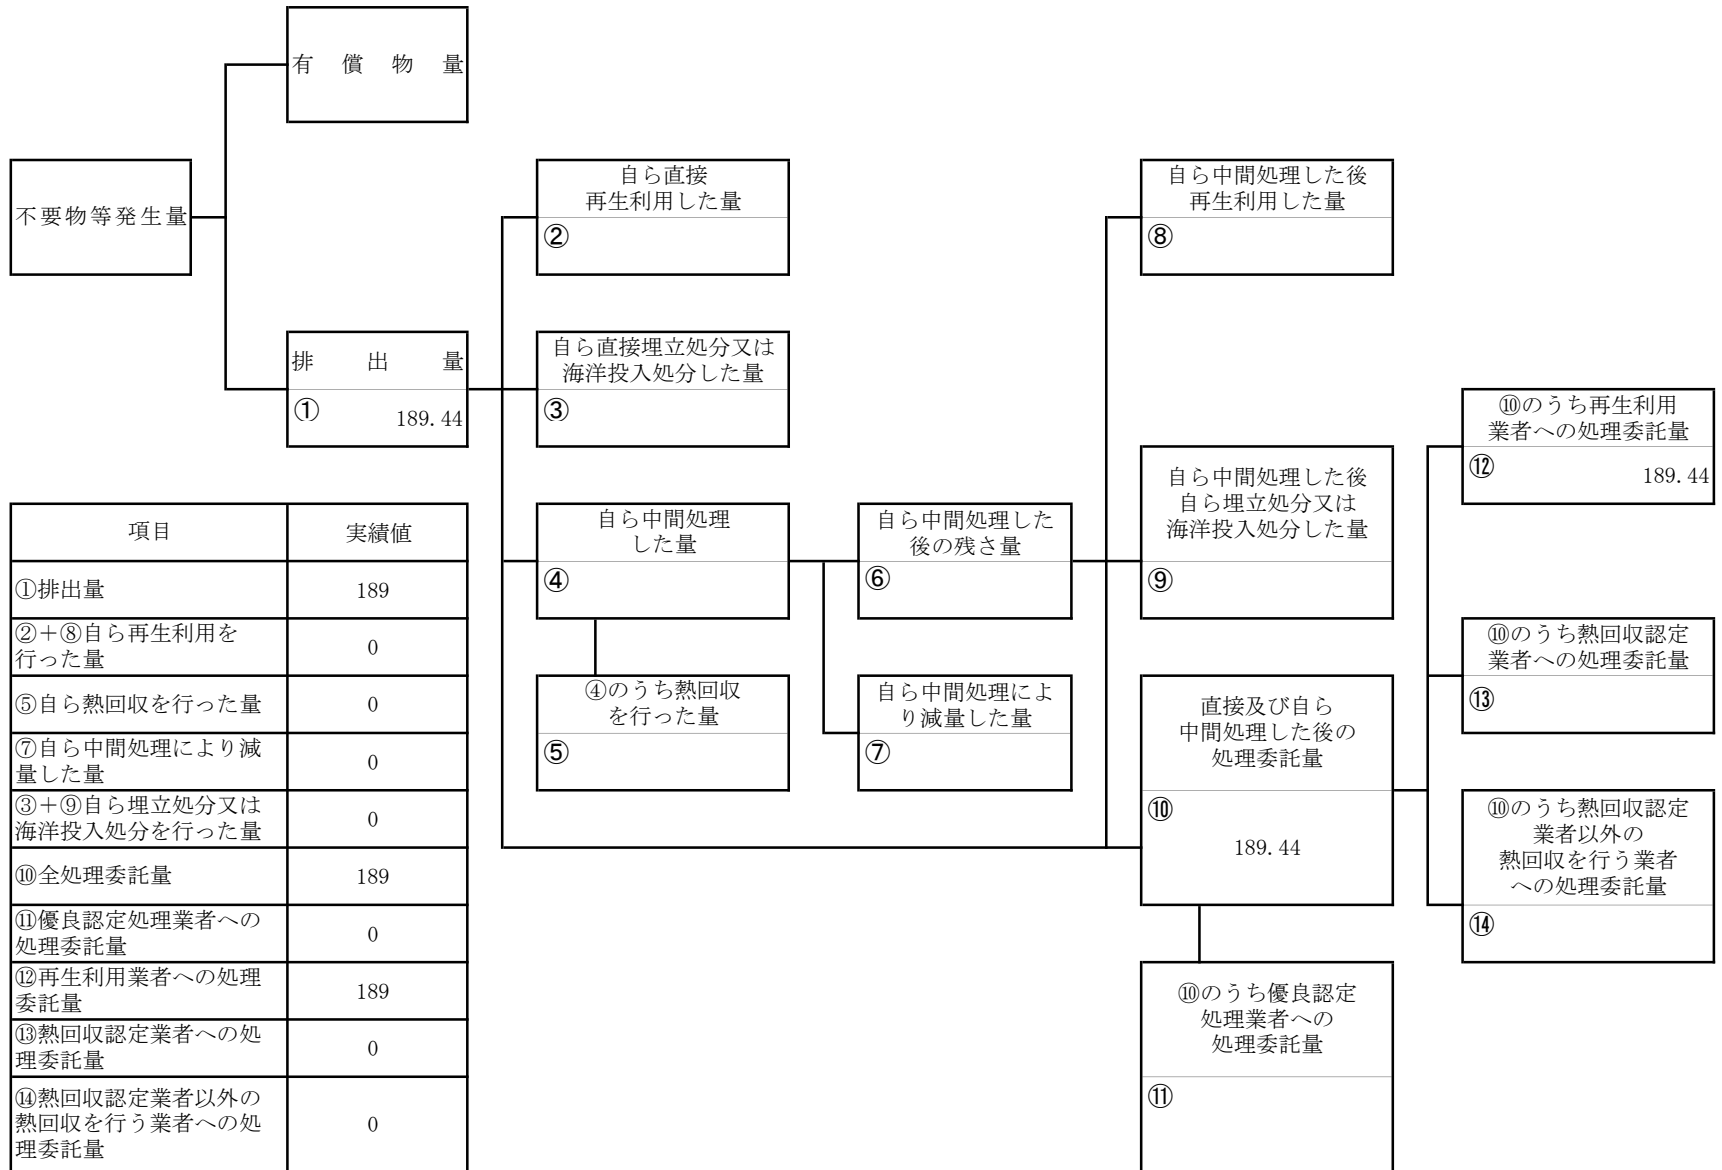 有償物量
不要物等発生量
排出量
① 189.44
自ら直接
再生利用した量
②
自ら直接埋立処分又は
海洋投入処分した量
③
自ら中間処理
した量
④
④のうち熱回収
を行った量
⑤
自ら中間処理した
後の残さ量
⑥
自ら中間処理によ
り減量した量
⑦
自ら中間処理した後
再生利用した量
⑧
自ら中間処理した後
自ら埋立処分又は
海洋投入処分した量
⑨
直接及び自ら
中間処理した後の
処理委託量
⑩
189.44
⑩のうち優良認定
処理業者への
処理委託量
⑪
⑩のうち再生利用
業者への処理委託量
⑫ 189.44
⑩のうち熱回収認定
業者への処理委託量
⑬
⑩のうち熱回収認定
業者以外の
熱回収を行う業者
への処理委託量
⑭
項目 実績値
①排出量 189
②+⑧自ら再生利用を
行った量 0
⑤自ら熱回収を行った量 0
⑦自ら中間処理により減
量した量 0
③+⑨自ら埋立処分又は
海洋投入処分を行った量 0
⑩全処理委託量 189
⑪優良認定処理業者への
処理委託量 0
⑫再生利用業者への処理
委託量 189
⑬熱回収認定業者への処
理委託量 0
⑭熱回収認定業者以外の
熱回収を行う業者への処
理委託量 0